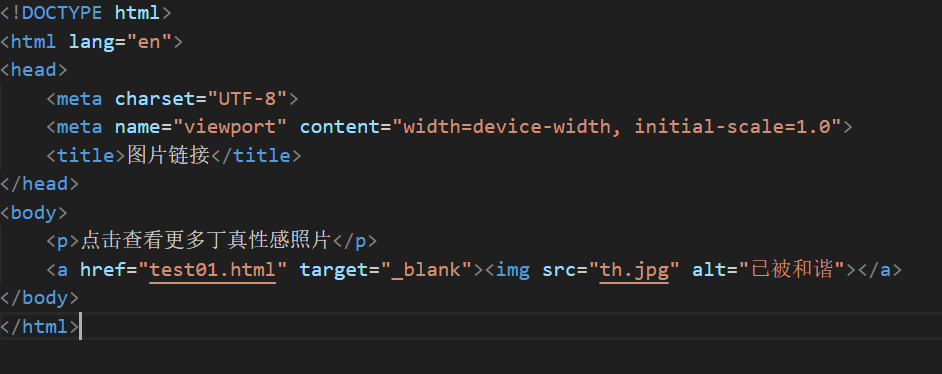 <!DOCTYPE html>
<html lang="en">
<head>
    <meta charset="UTF-8">
    <meta name="viewport" content="width=device-width, initial-scale=1.0">
    <title>图片链接</title>
</head>
<body>
    <p>点击查看更多丁真性感照片</p>
    <a href="test01.html" target="_blank"><img src="th.jpg" alt="已被和谐"></a>
</body>
</html>